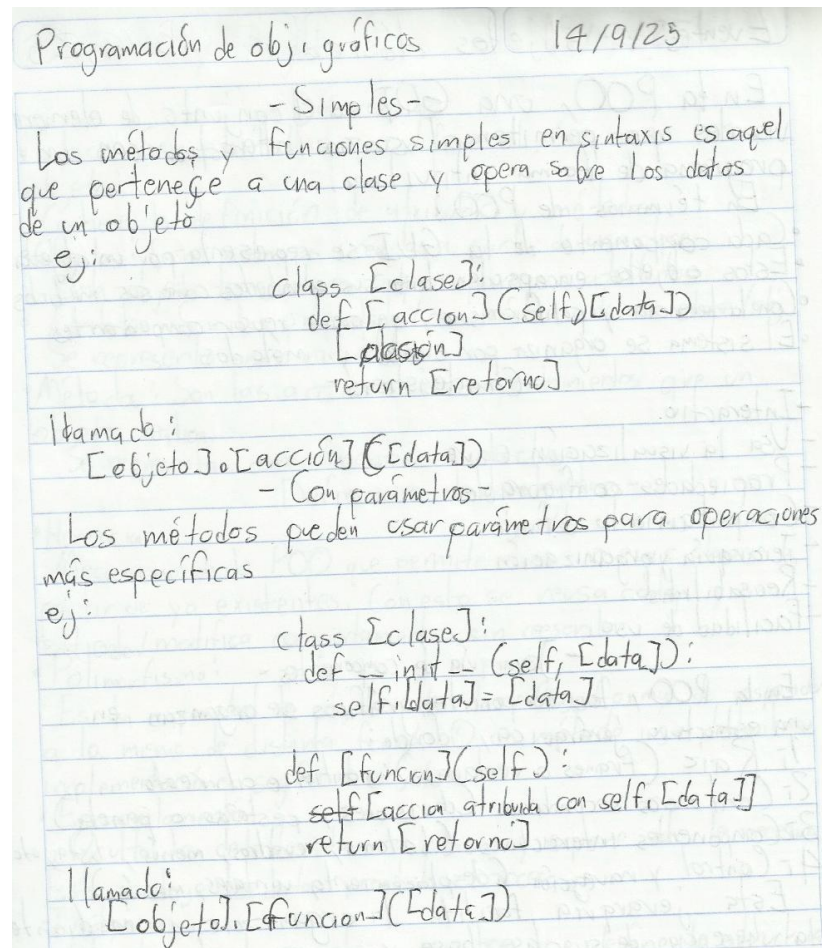 Programación de obj. gráficos 14/9/25
- Simples -
Los métodos y funciones simples en sintaxis es aquel
que pertenece a una clase y opera sobre los datos
de un objeto
ej:
class [clase]:
def [accion] (self,)[data])
[plasión]
return [retorno]
llamado:
[objeto].[acción]([data])
- Con parámetros -
Los métodos pueden usar parámetros para operaciones
más específicas
ej:
class [clase]:
def __init__ (self, [data]):
self.[data] = [data]
def [funcion](self):
self [accion atribuida con self.[data]]
return [retorno]
llamado:
[objeto].[funcion]([data])